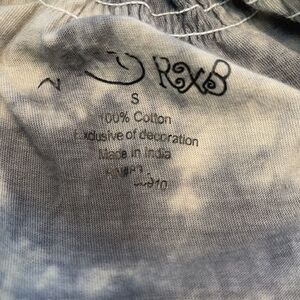 RXB
S
100% Cotton
Exclusive of decoration
Made in India